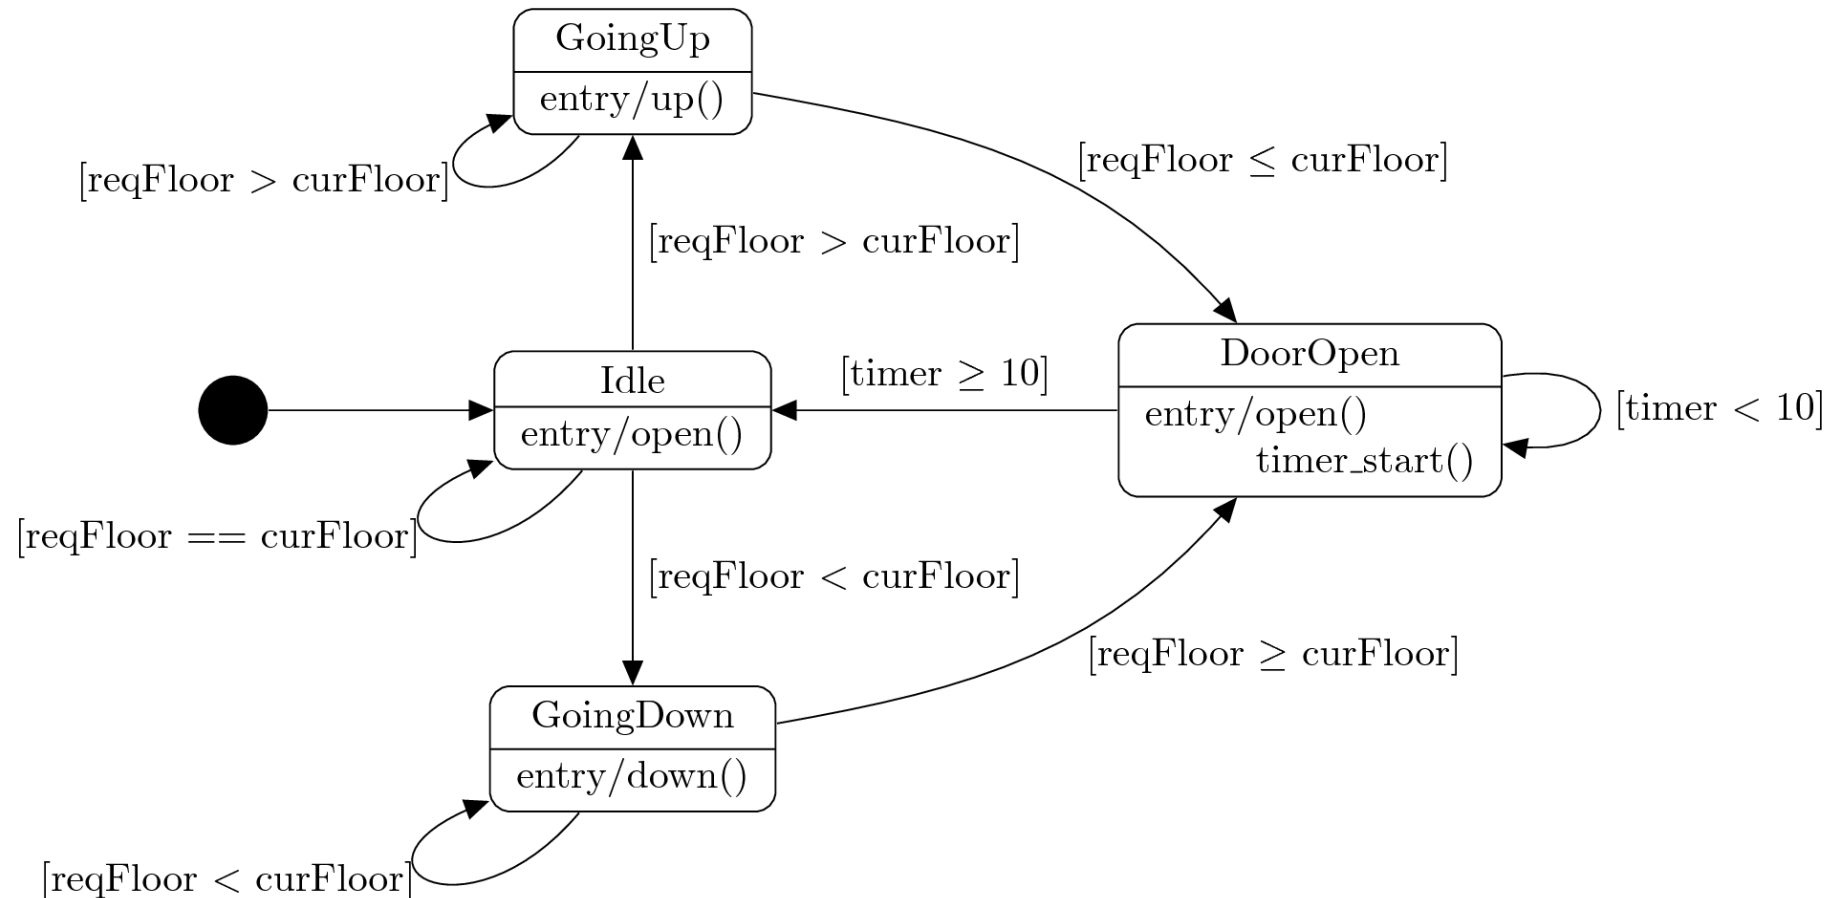 GoingUp
entry/up()
[reqFloor > curFloor]
[reqFloor ≤ curFloor]
[reqFloor > curFloor]
Idle
entry/open()
[timer ≥ 10]
DoorOpen
entry/open()
timer_start()
[timer < 10]
[reqFloor == curFloor]
[reqFloor < curFloor]
[reqFloor ≥ curFloor]
GoingDown
entry/down()
[reqFloor < curFloor]